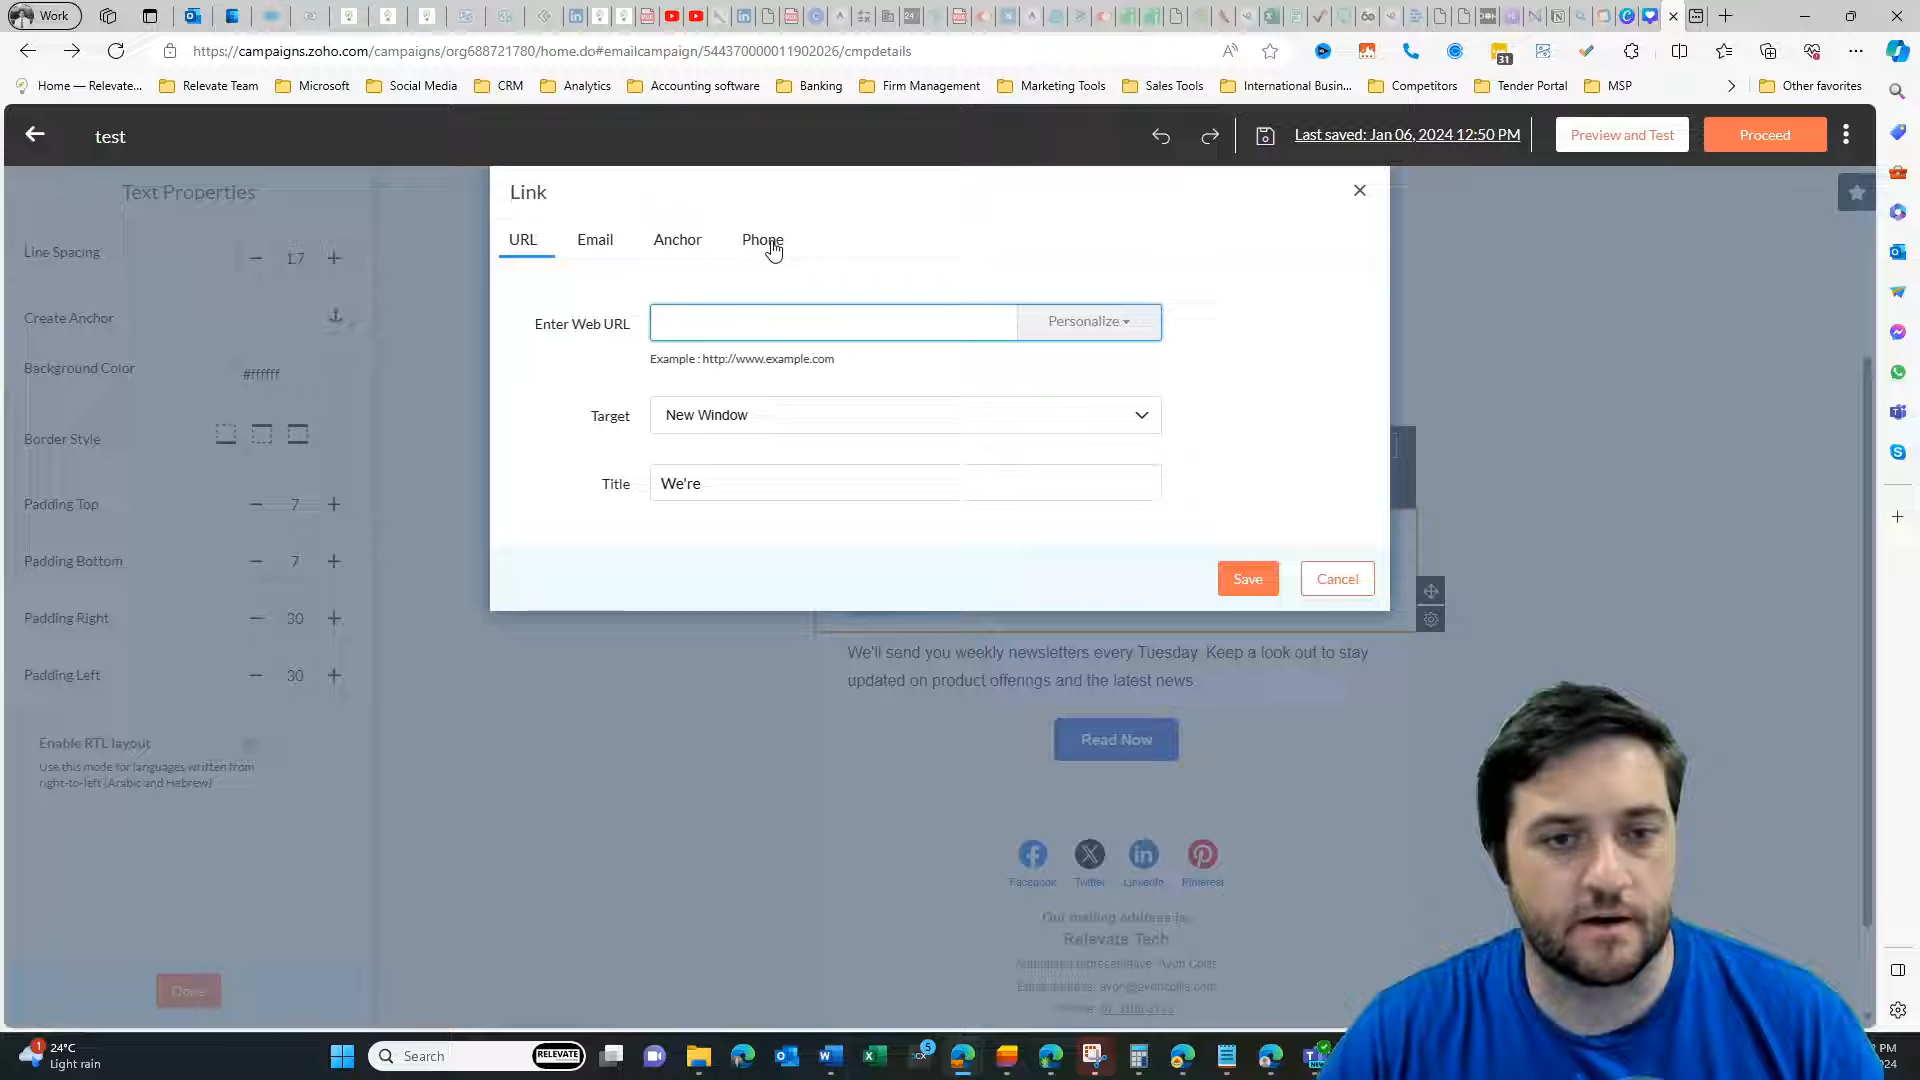 Work
https://campaigns.zoho.com/campaigns/org688721780/home.do#emailcampaign/544370000011902026/cmpdetails
Home — Relevate...
Relevate Team
Microsoft
Social Media
CRM
Analytics
Accounting software
Banking
Firm Management
Marketing Tools
Sales Tools
International Busin...
Competitors
Tender Portal
MSP
Other favorites
test
Last saved: Jan 06, 2024 12:50 PM
Preview and Test
Proceed
Text Properties
Line Spacing
1.7
Create Anchor
Background Color
#ffffff
Border Style
Padding Top
7
Padding Bottom
7
Padding Right
30
Padding Left
30
Enable RTL layout
Use this mode for languages written from
right-to-left (Arabic and Hebrew)
Done
Link
URL
Email
Anchor
Phone
Enter Web URL
Personalize
Example : http://www.example.com
Target
New Window
Title
We're
Save
Cancel
We'll send you weekly newsletters every Tuesday. Keep a look out to stay
updated on product offerings and the latest news
Read Now
Facebook
Twitter
LinkedIn
Pinterest
Our mailing address is:
Relevate Tech
24°C
Light rain
Search
RELEVATE
5
PM